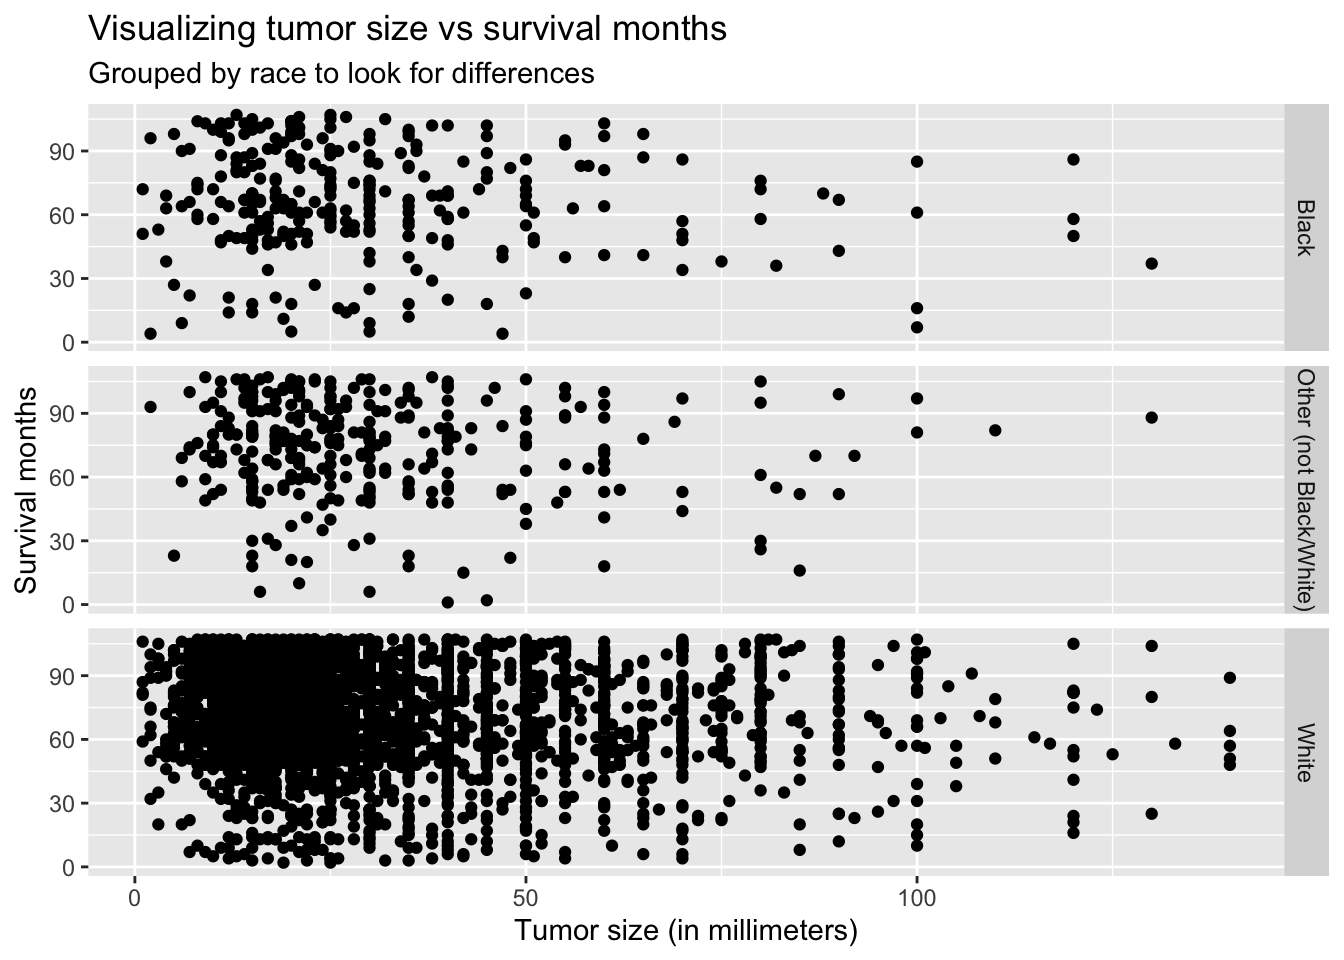 Visualizing tumor size vs survival months
Grouped by race to look for differences
90
60
30
0
Black
90
60
30
0
Other (not Black/White)
90
60
30
0
White
Survival months
0
50
100
Tumor size (in millimeters)